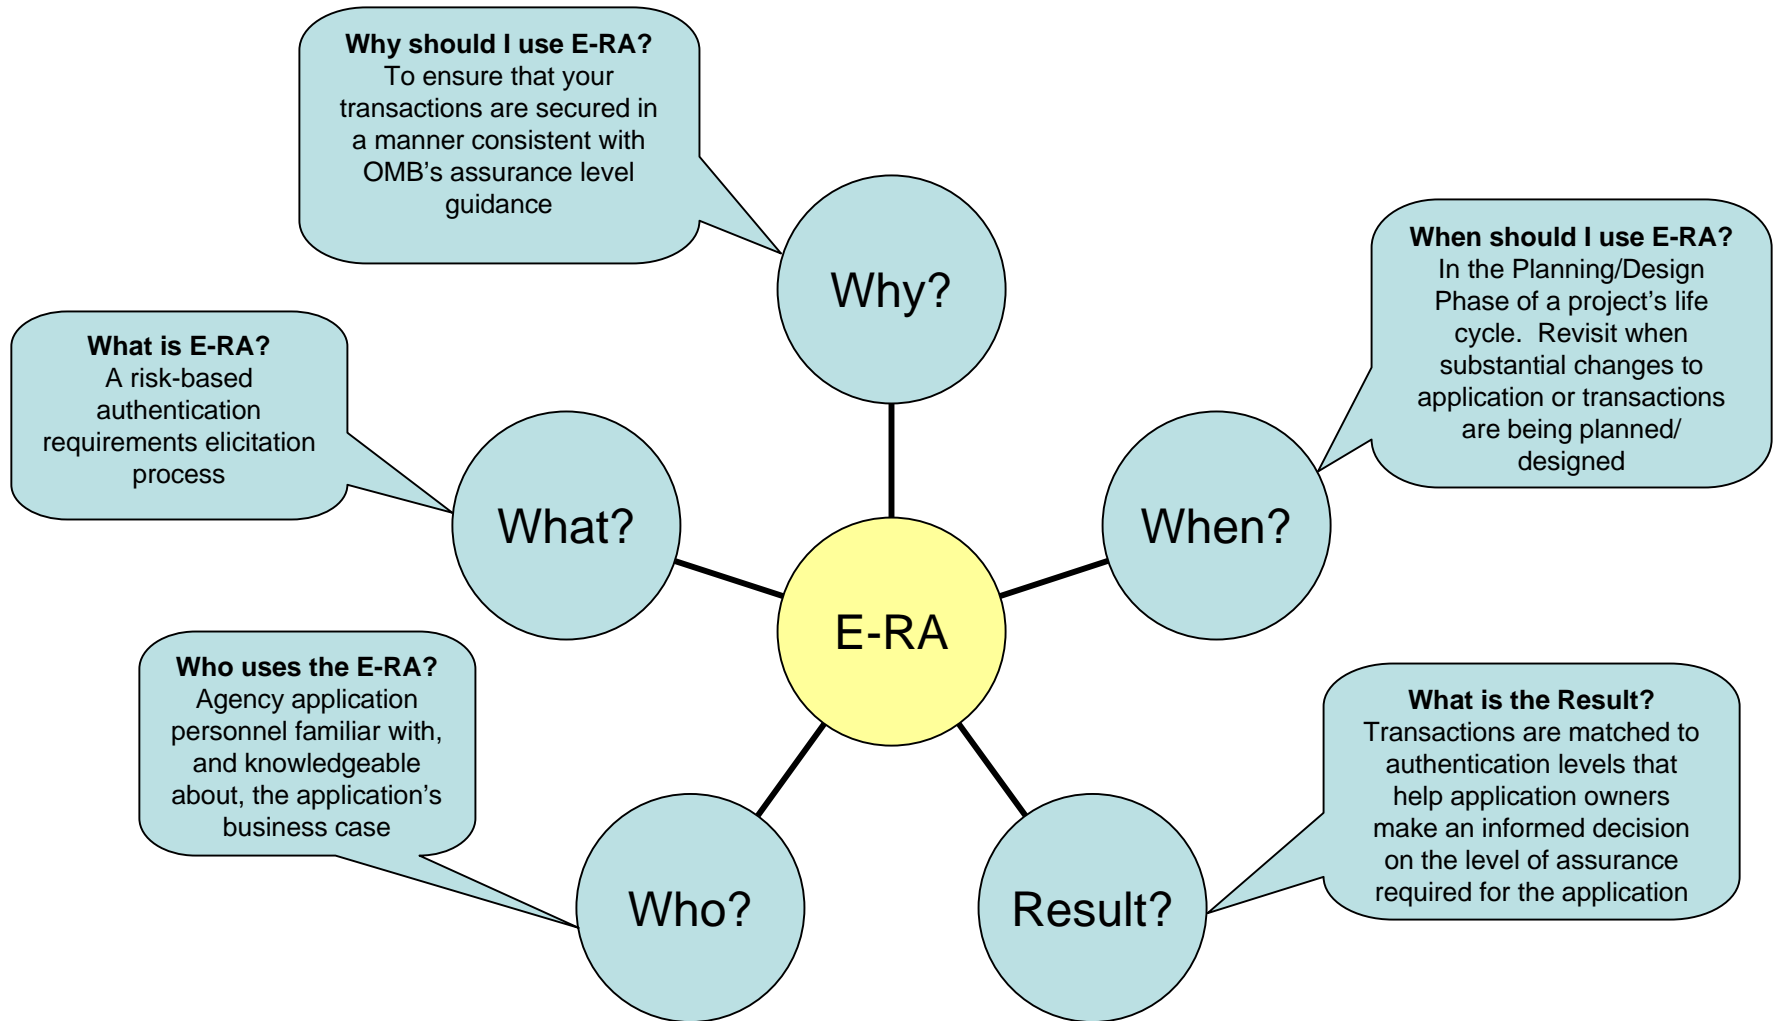 Why should I use E-RA?
To ensure that your
transactions are secured in
a manner consistent with
OMB’s assurance level
guidance
Why?
When should I use E-RA?
In the Planning/Design
Phase of a project’s life
cycle.  Revisit when
substantial changes to
application or transactions
are being planned/
designed
When?
What is E-RA?
A risk-based
authentication
requirements elicitation
process
What?
E-RA
Who uses the E-RA?
Agency application
personnel familiar with,
and knowledgeable
about, the application’s
business case
Who?
What is the Result?
Transactions are matched to
authentication levels that
help application owners
make an informed decision
on the level of assurance
required for the application
Result?